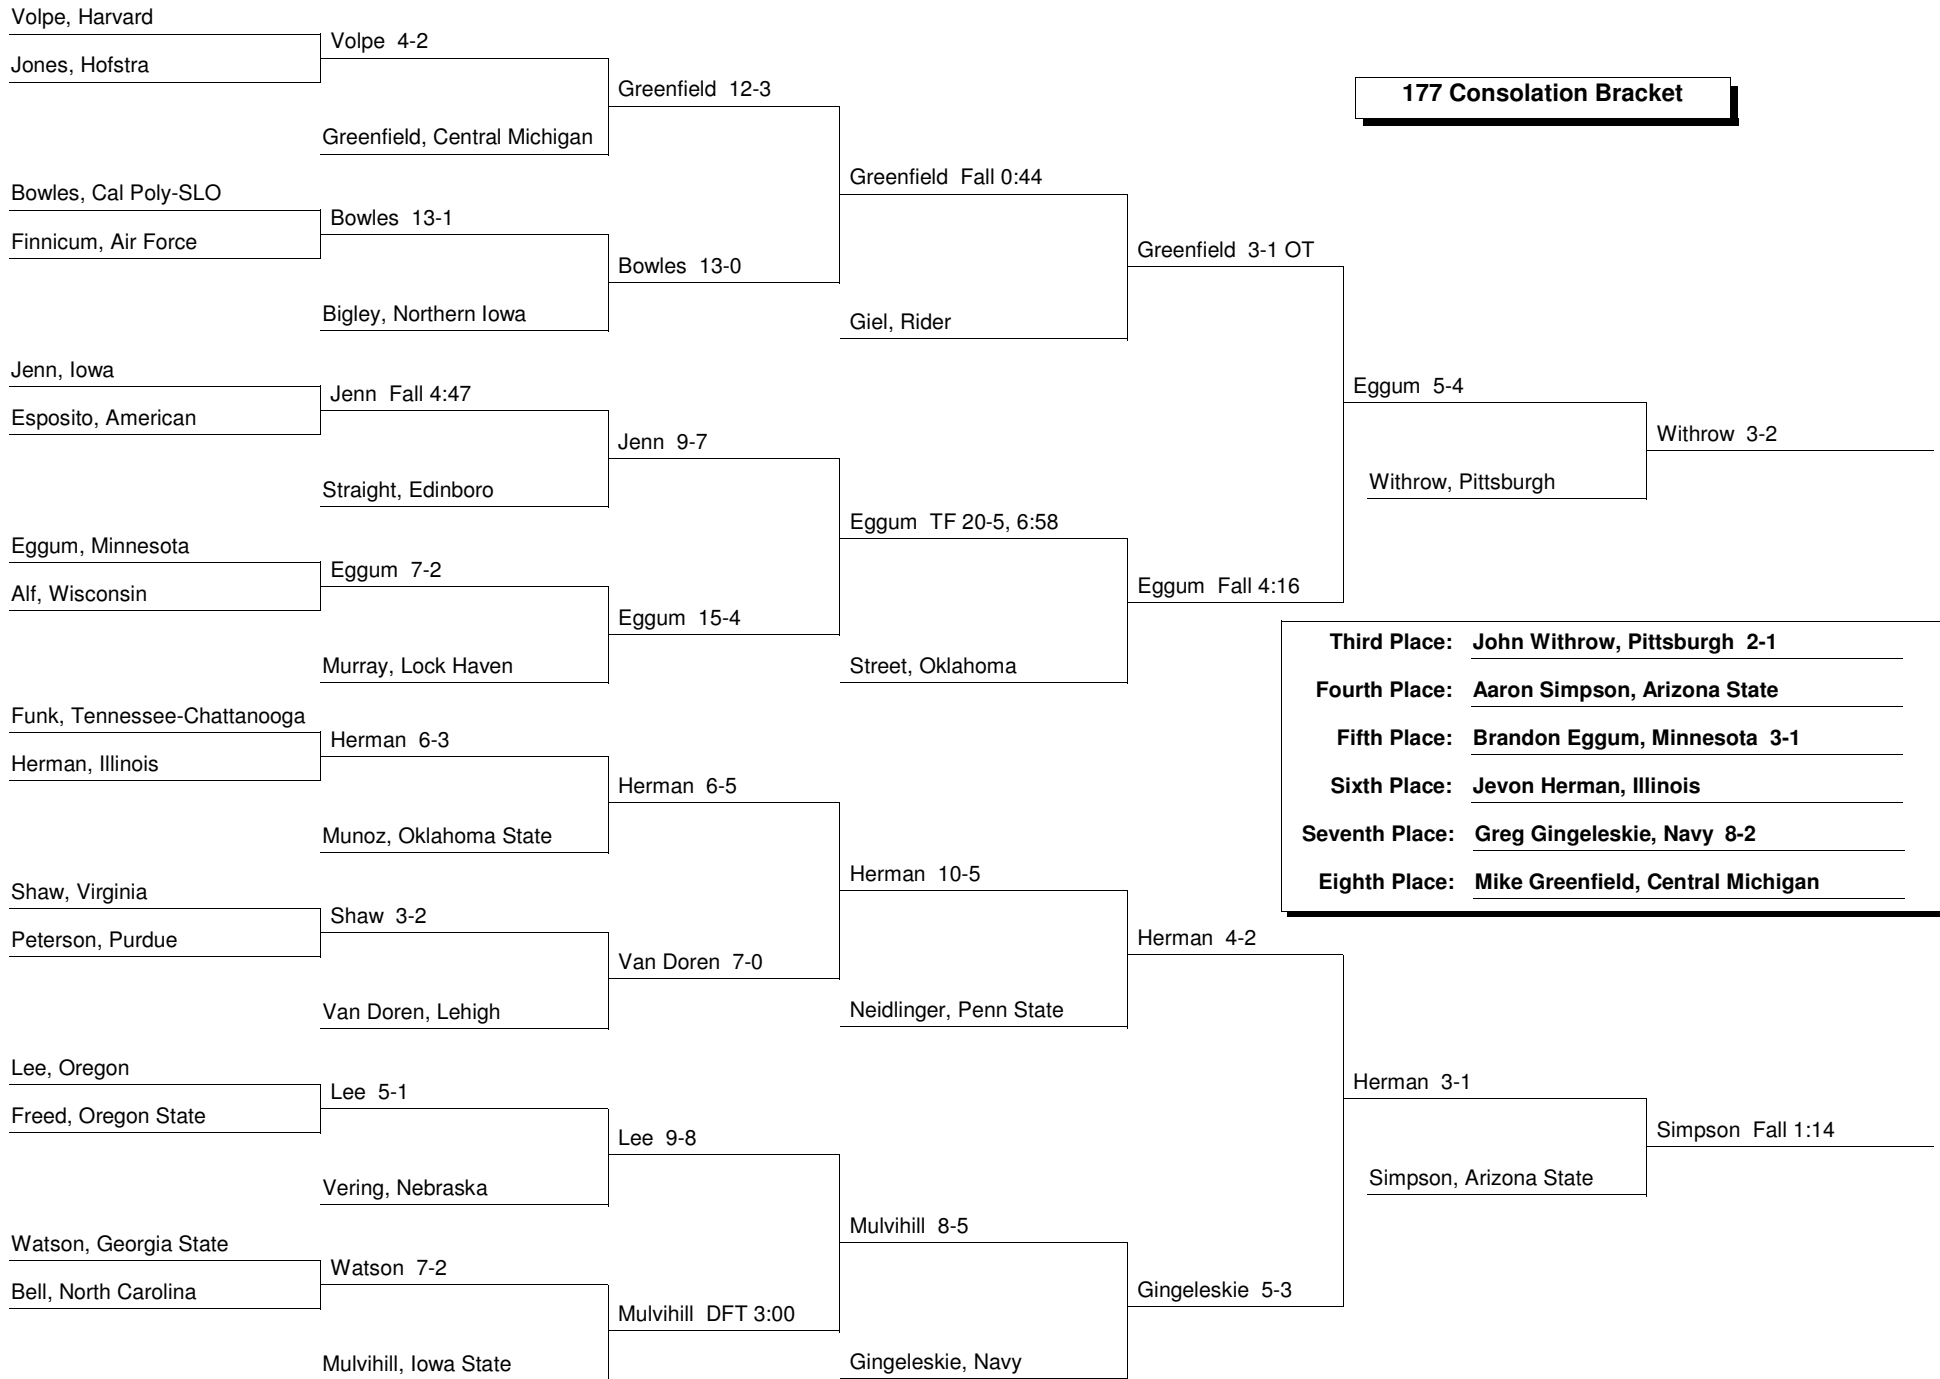 Volpe, Harvard
Jones, Hofstra
Bowles, Cal Poly-SLO
Finnicum, Air Force
Jenn, Iowa
Esposito, American
Eggum, Minnesota
Alf, Wisconsin
Funk, Tennessee-Chattanooga
Herman, Illinois
Shaw, Virginia
Peterson, Purdue
Lee, Oregon
Freed, Oregon State
Watson, Georgia State
Bell, North Carolina
Volpe 4-2
Greenfield, Central Michigan
Bowles 13-1
Bigley, Northern Iowa
Jenn Fall 4:47
Straight, Edinboro
Eggum 7-2
Murray, Lock Haven
Herman 6-3
Munoz, Oklahoma State
Shaw 3-2
Van Doren, Lehigh
Lee 5-1
Vering, Nebraska
Watson 7-2
Mulvihill, Iowa State
Greenfield 12-3
Bowles 13-0
Jenn 9-7
Eggum 15-4
Herman 6-5
Van Doren 7-0
Lee 9-8
Mulvihill DFT 3:00
Greenfield Fall 0:44
Giel, Rider
Eggum TF 20-5, 6:58
Street, Oklahoma
Herman 10-5
Neidlinger, Penn State
Mulvihill 8-5
Gingeleskie, Navy
Greenfield 3-1 OT
Eggum Fall 4:16
Herman 4-2
Gingeleskie 5-3
177 Consolation Bracket
Eggum 5-4
Withrow, Pittsburgh
Herman 3-1
Simpson, Arizona State
Withrow 3-2
Simpson Fall 1:14
Third Place: John Withrow, Pittsburgh 2-1
Fourth Place: Aaron Simpson, Arizona State
Fifth Place: Brandon Eggum, Minnesota 3-1
Sixth Place: Jevon Herman, Illinois
Seventh Place: Greg Gingeleskie, Navy 8-2
Eighth Place: Mike Greenfield, Central Michigan